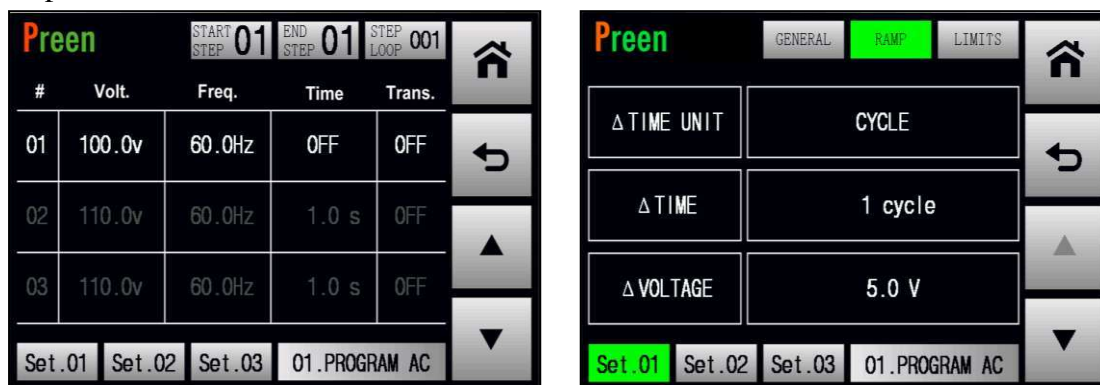 Preen START STEP 01 END STEP 01 STEP LOOP 001
# Volt. Freq. Time Trans.
01 100.0v 60.0Hz OFF OFF
02 110.0v 60.0Hz 1.0 s OFF
03 110.0v 60.0Hz 1.0 s OFF
Set.01 Set.02 Set.03 01.PROGRAM AC
Preen GENERAL RAMP LIMITS
Δ TIME UNIT CYCLE
Δ TIME 1 cycle
Δ VOLTAGE 5.0 V
Set.01 Set.02 Set.03 01.PROGRAM AC